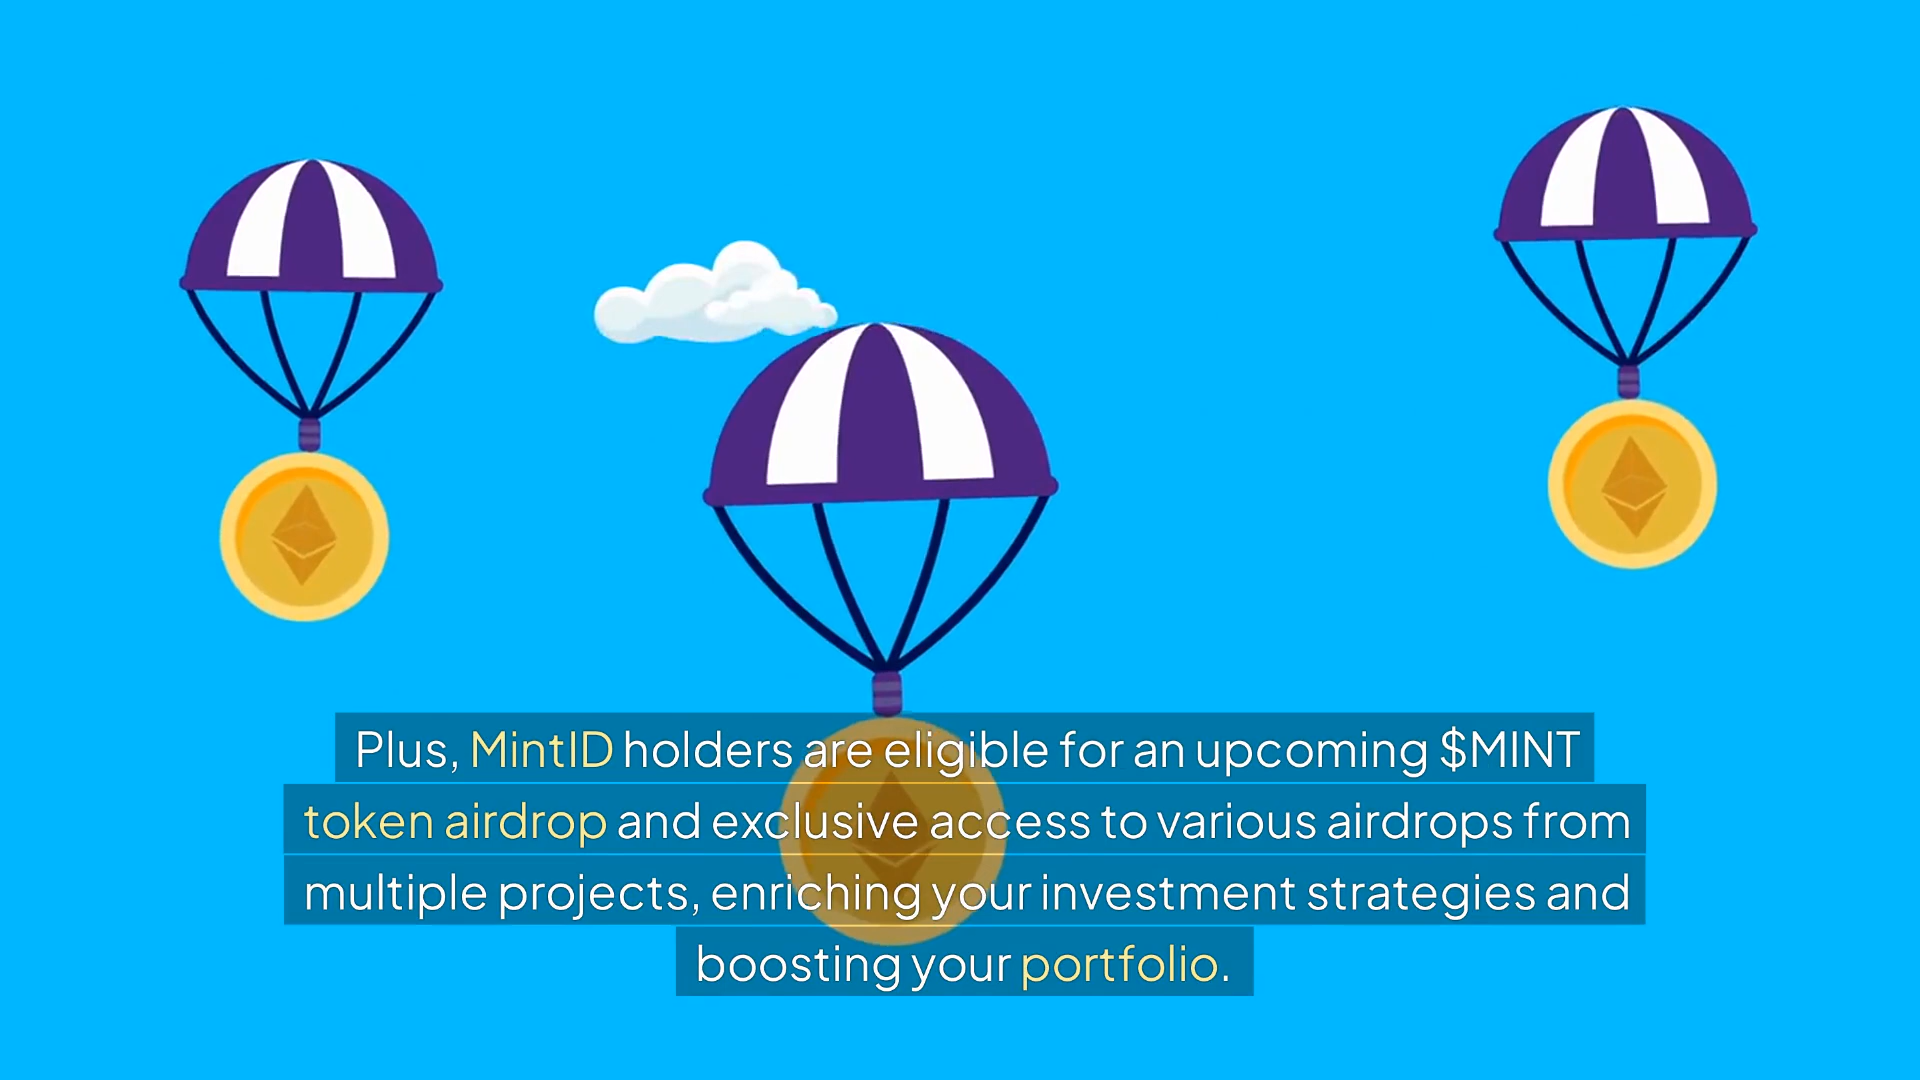 Plus, MintID holders are eligible for an upcoming $MINT
token airdrop and exclusive access to various airdrops from
multiple projects, enriching your investment strategies and
boosting your portfolio.